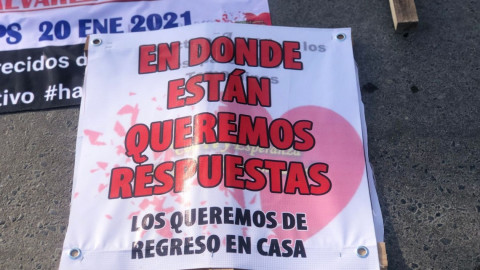 PS 20 ENE 2021
recidos d
tivo #ha
EN DONDE
ESTÁN
QUEREMOS
RESPUESTAS
LOS QUEREMOS DE
REGRESO EN CASA